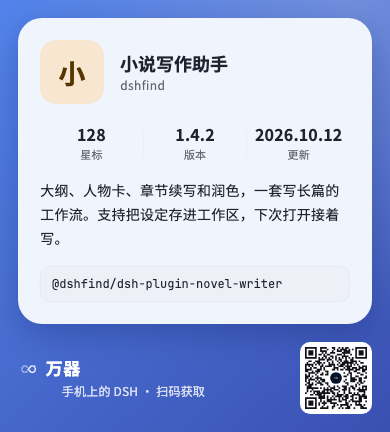 小
小说写作助手
dshfind
128
星标
1.4.2
版本
2026.10.12
更新
大纲、人物卡、章节续写和润色，一套写长篇的
工作流。支持把设定存进工作区，下次打开接着
写。
@dshfind/dsh-plugin-novel-writer
万器
手机上的 DSH · 扫码获取